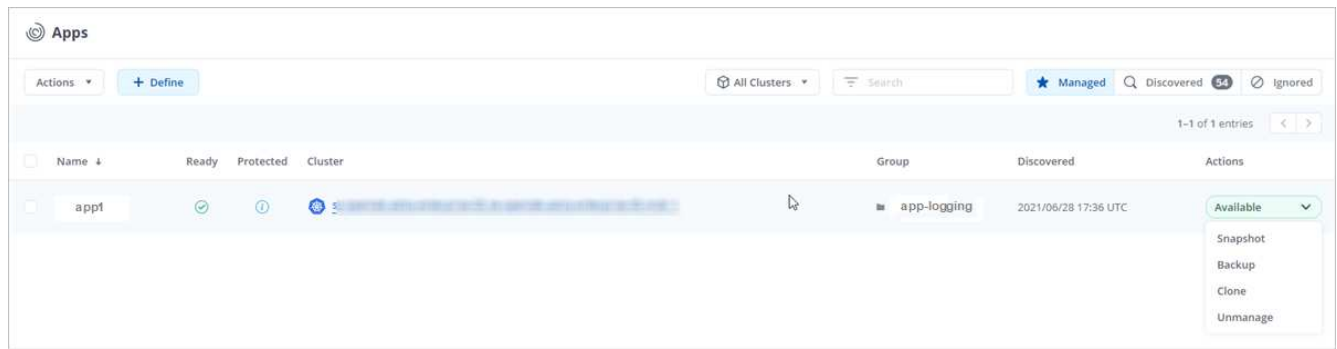 Apps
Actions + Define All Clusters Search Managed Discovered 54 Ignored
1-1 of 1 entries
Name Ready Protected Cluster Group Discovered Actions
app1 app-logging 2021/06/28 17:36 UTC Available
Snapshot
Backup
Clone
Unmanage